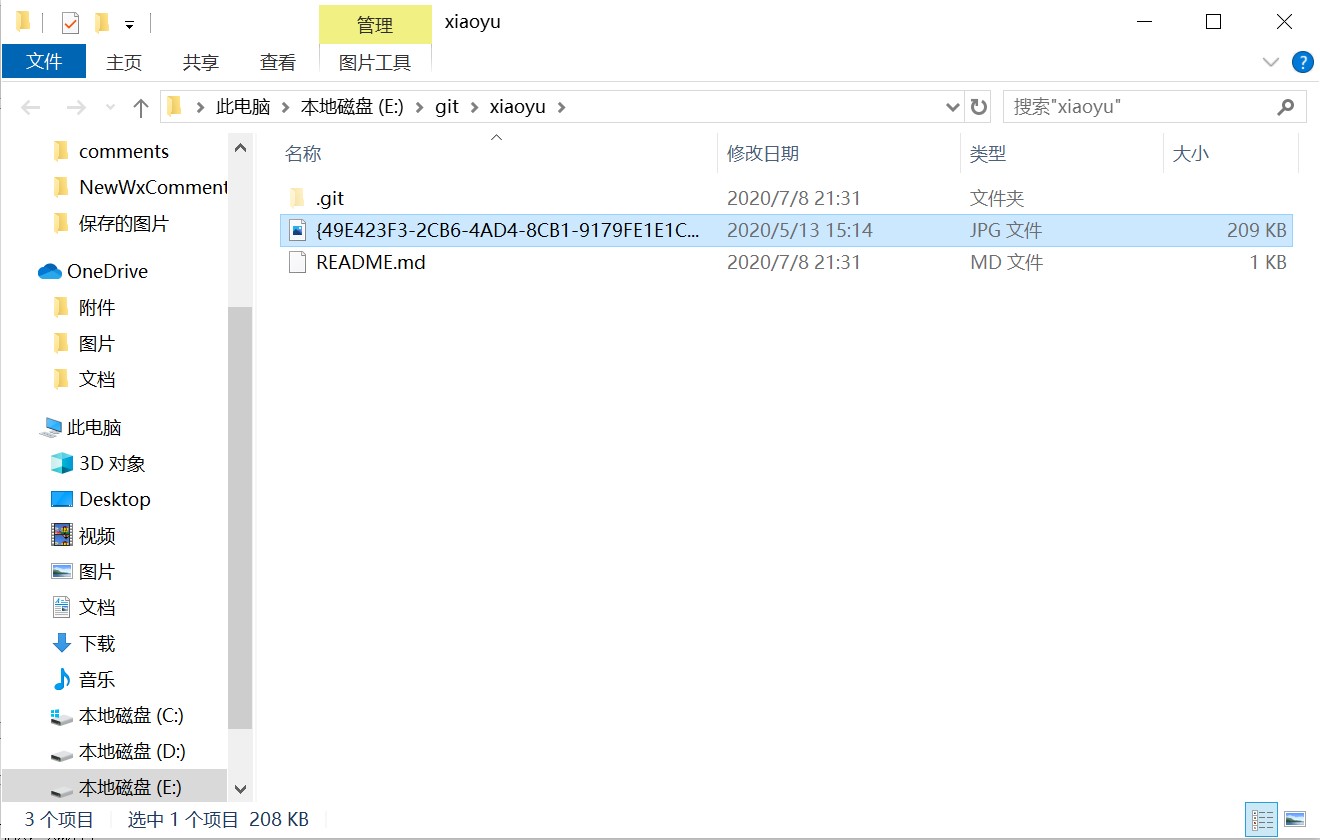 管理
xiaoyu
文件
主页
共享
查看
图片工具
此电脑
本地磁盘 (E:)
git
xiaoyu
搜索"xiaoyu"
comments
NewWxComment
保存的图片
OneDrive
附件
图片
文档
此电脑
3D 对象
Desktop
视频
图片
文档
下载
音乐
本地磁盘 (C:)
本地磁盘 (D:)
本地磁盘 (E:)
名称 修改日期 类型 大小
.git 2020/7/8 21:31 文件夹
{49E423F3-2CB6-4AD4-8CB1-9179FE1E1C... 2020/5/13 15:14 JPG 文件 209 KB
README.md 2020/7/8 21:31 MD 文件 1 KB
3 个项目 选中 1 个项目 208 KB